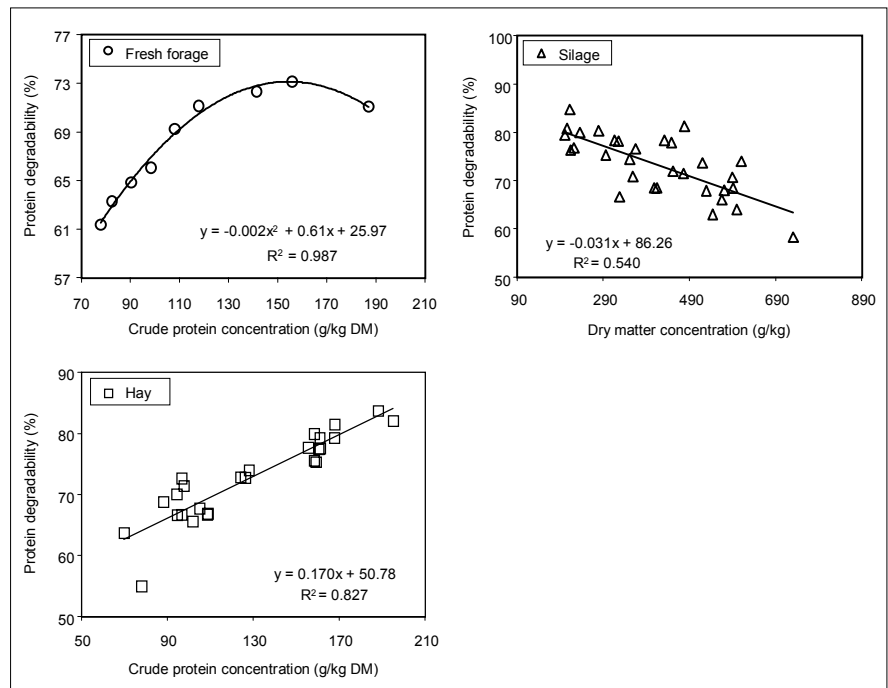 Fresh forage
Protein degradability (%)
77
73
69
65
61
57
y = -0.002x² + 0.61x + 25.97
R² = 0.987
70 90 110 130 150 170 190 210
Crude protein concentration (g/kg DM)
Silage
Protein degradability (%)
100
90
80
70
60
50
y = -0.031x + 86.26
R² = 0.540
90 290 490 690 890
Dry matter concentration (g/kg)
Hay
Protein degradability (%)
90
80
70
60
50
y = 0.170x + 50.78
R² = 0.827
50 90 130 170 210
Crude protein concentration (g/kg DM)